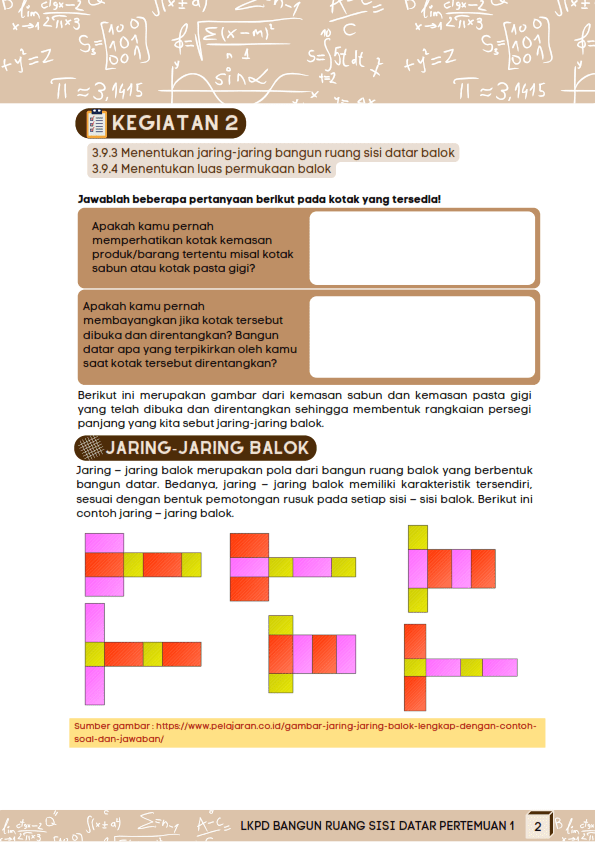 KEGIATAN 2
3.9.3 Menentukan jaring-jaring bangun ruang sisi datar balok
3.9.4 Menentukan luas permukaan balok
Jawablah beberapa pertanyaan berikut pada kotak yang tersedia!
Apakah kamu pernah
memperhatikan kotak kemasan
produk/barang tertentu misal kotak
sabun atau kotak pasta gigi?
Apakah kamu pernah
membayangkan jika kotak tersebut
dibuka dan direntangkan? Bangun
datar apa yang terpikirkan oleh kamu
saat kotak tersebut direntangkan?
Berikut ini merupakan gambar dari kemasan sabun dan kemasan pasta gigi
yang telah dibuka dan direntangkan sehingga membentuk rangkaian persegi
panjang yang kita sebut jaring-jaring balok.
JARING-JARING BALOK
Jaring – jaring balok merupakan pola dari bangun ruang balok yang berbentuk
bangun datar. Bedanya, jaring – jaring balok memiliki karakteristik tersendiri,
sesuai dengan bentuk pemotongan rusuk pada setiap sisi – sisi balok. Berikut ini
contoh jaring – jaring balok.
Sumber gambar : https://www.pelajaran.co.id/gambar-jaring-jaring-balok-lengkap-dengan-contoh-
soal-dan-jawaban/
LKPD BANGUN RUANG SISI DATAR PERTEMUAN 1
2